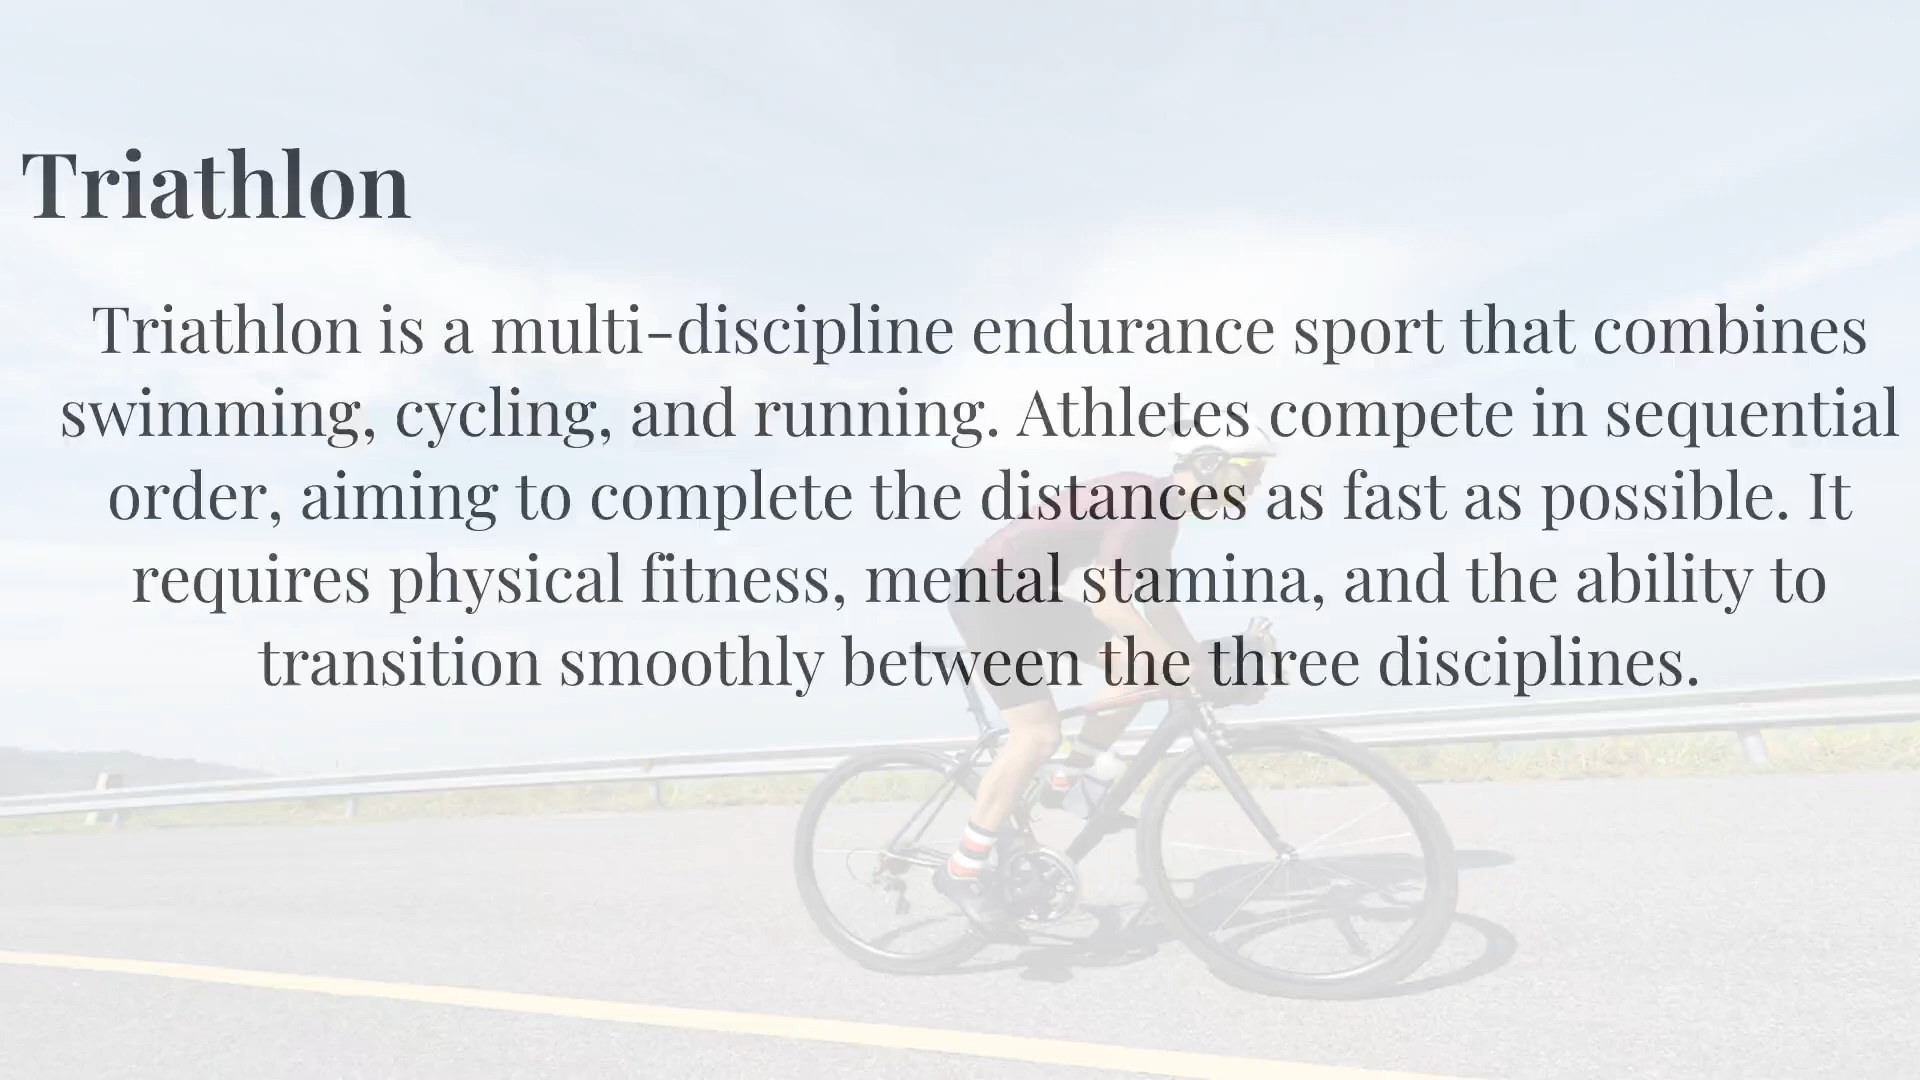 Triathlon
Triathlon is a multi-discipline endurance sport that combines
swimming, cycling, and running. Athletes compete in sequential
order, aiming to complete the distances as fast as possible. It
requires physical fitness, mental stamina, and the ability to
transition smoothly between the three disciplines.